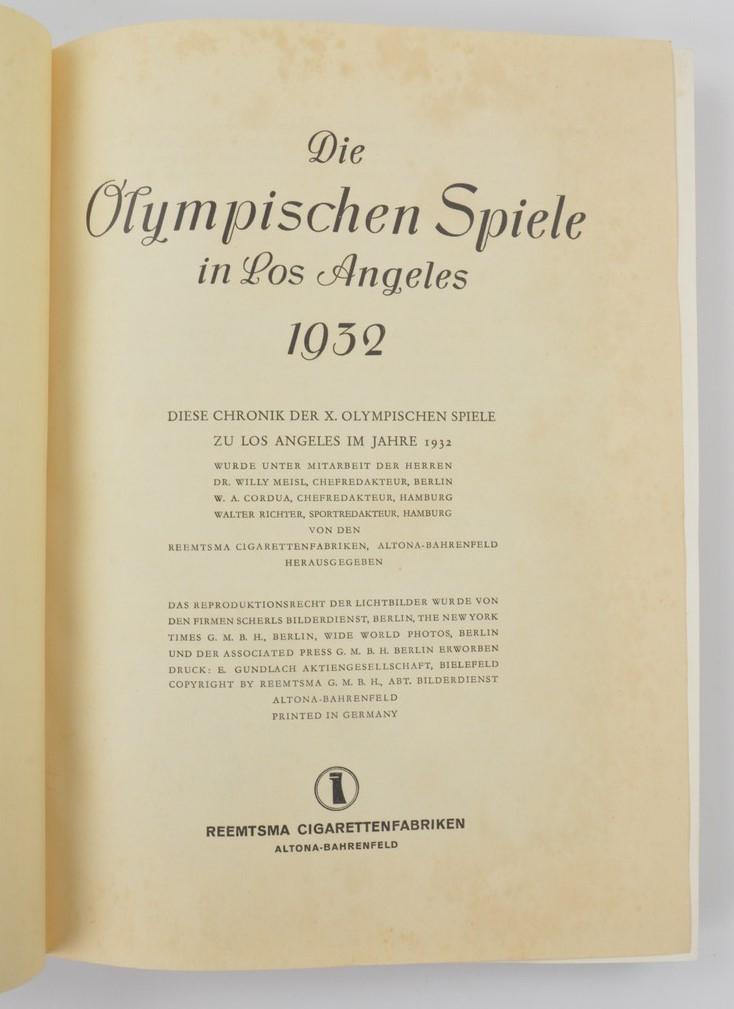 Die
Olympischen Spiele
in Los Angeles
1932
DIESE CHRONIK DER X. OLYMPISCHEN SPIELE
ZU LOS ANGELES IM JAHRE 1932
WURDE UNTER MITARBEIT DER HERREN
DR. WILLY MEISL, CHEFREDAKTEUR, BERLIN
W. A. CORDUA, CHEFREDAKTEUR, HAMBURG
WALTER RICHTER, SPORTREDAKTEUR, HAMBURG
VON DEN
REEMTSMA CIGARETTENFABRIKEN, ALTONA-BAHRENFELD
HERAUSGEGEBEN
DAS REPRODUKTIONSRECHT DER LICHTBILDER WURDE VON
DEN FIRMEN SCHERLS BILDERDIENST, BERLIN, THE NEW YORK
TIMES G. M. B. H., BERLIN, WIDE WORLD PHOTOS, BERLIN
UND DER ASSOCIATED PRESS G. M. B. H. BERLIN ERWORBEN
DRUCK: E. GUNDLACH AKTIENGESELLSCHAFT, BIELEFELD
COPYRIGHT BY REEMTSMA G. M. B. H., ABT. BILDERDIENST
ALTONA-BAHRENFELD
PRINTED IN GERMANY
REEMTSMA CIGARETTENFABRIKEN
ALTONA-BAHRENFELD